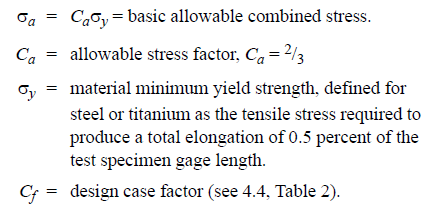 σa = Caσy = basic allowable combined stress.
Ca = allowable stress factor, Ca = 2/3
σy = material minimum yield strength, defined for
steel or titanium as the tensile stress required to
produce a total elongation of 0.5 percent of the
test specimen gage length.
Cf = design case factor (see 4.4, Table 2).